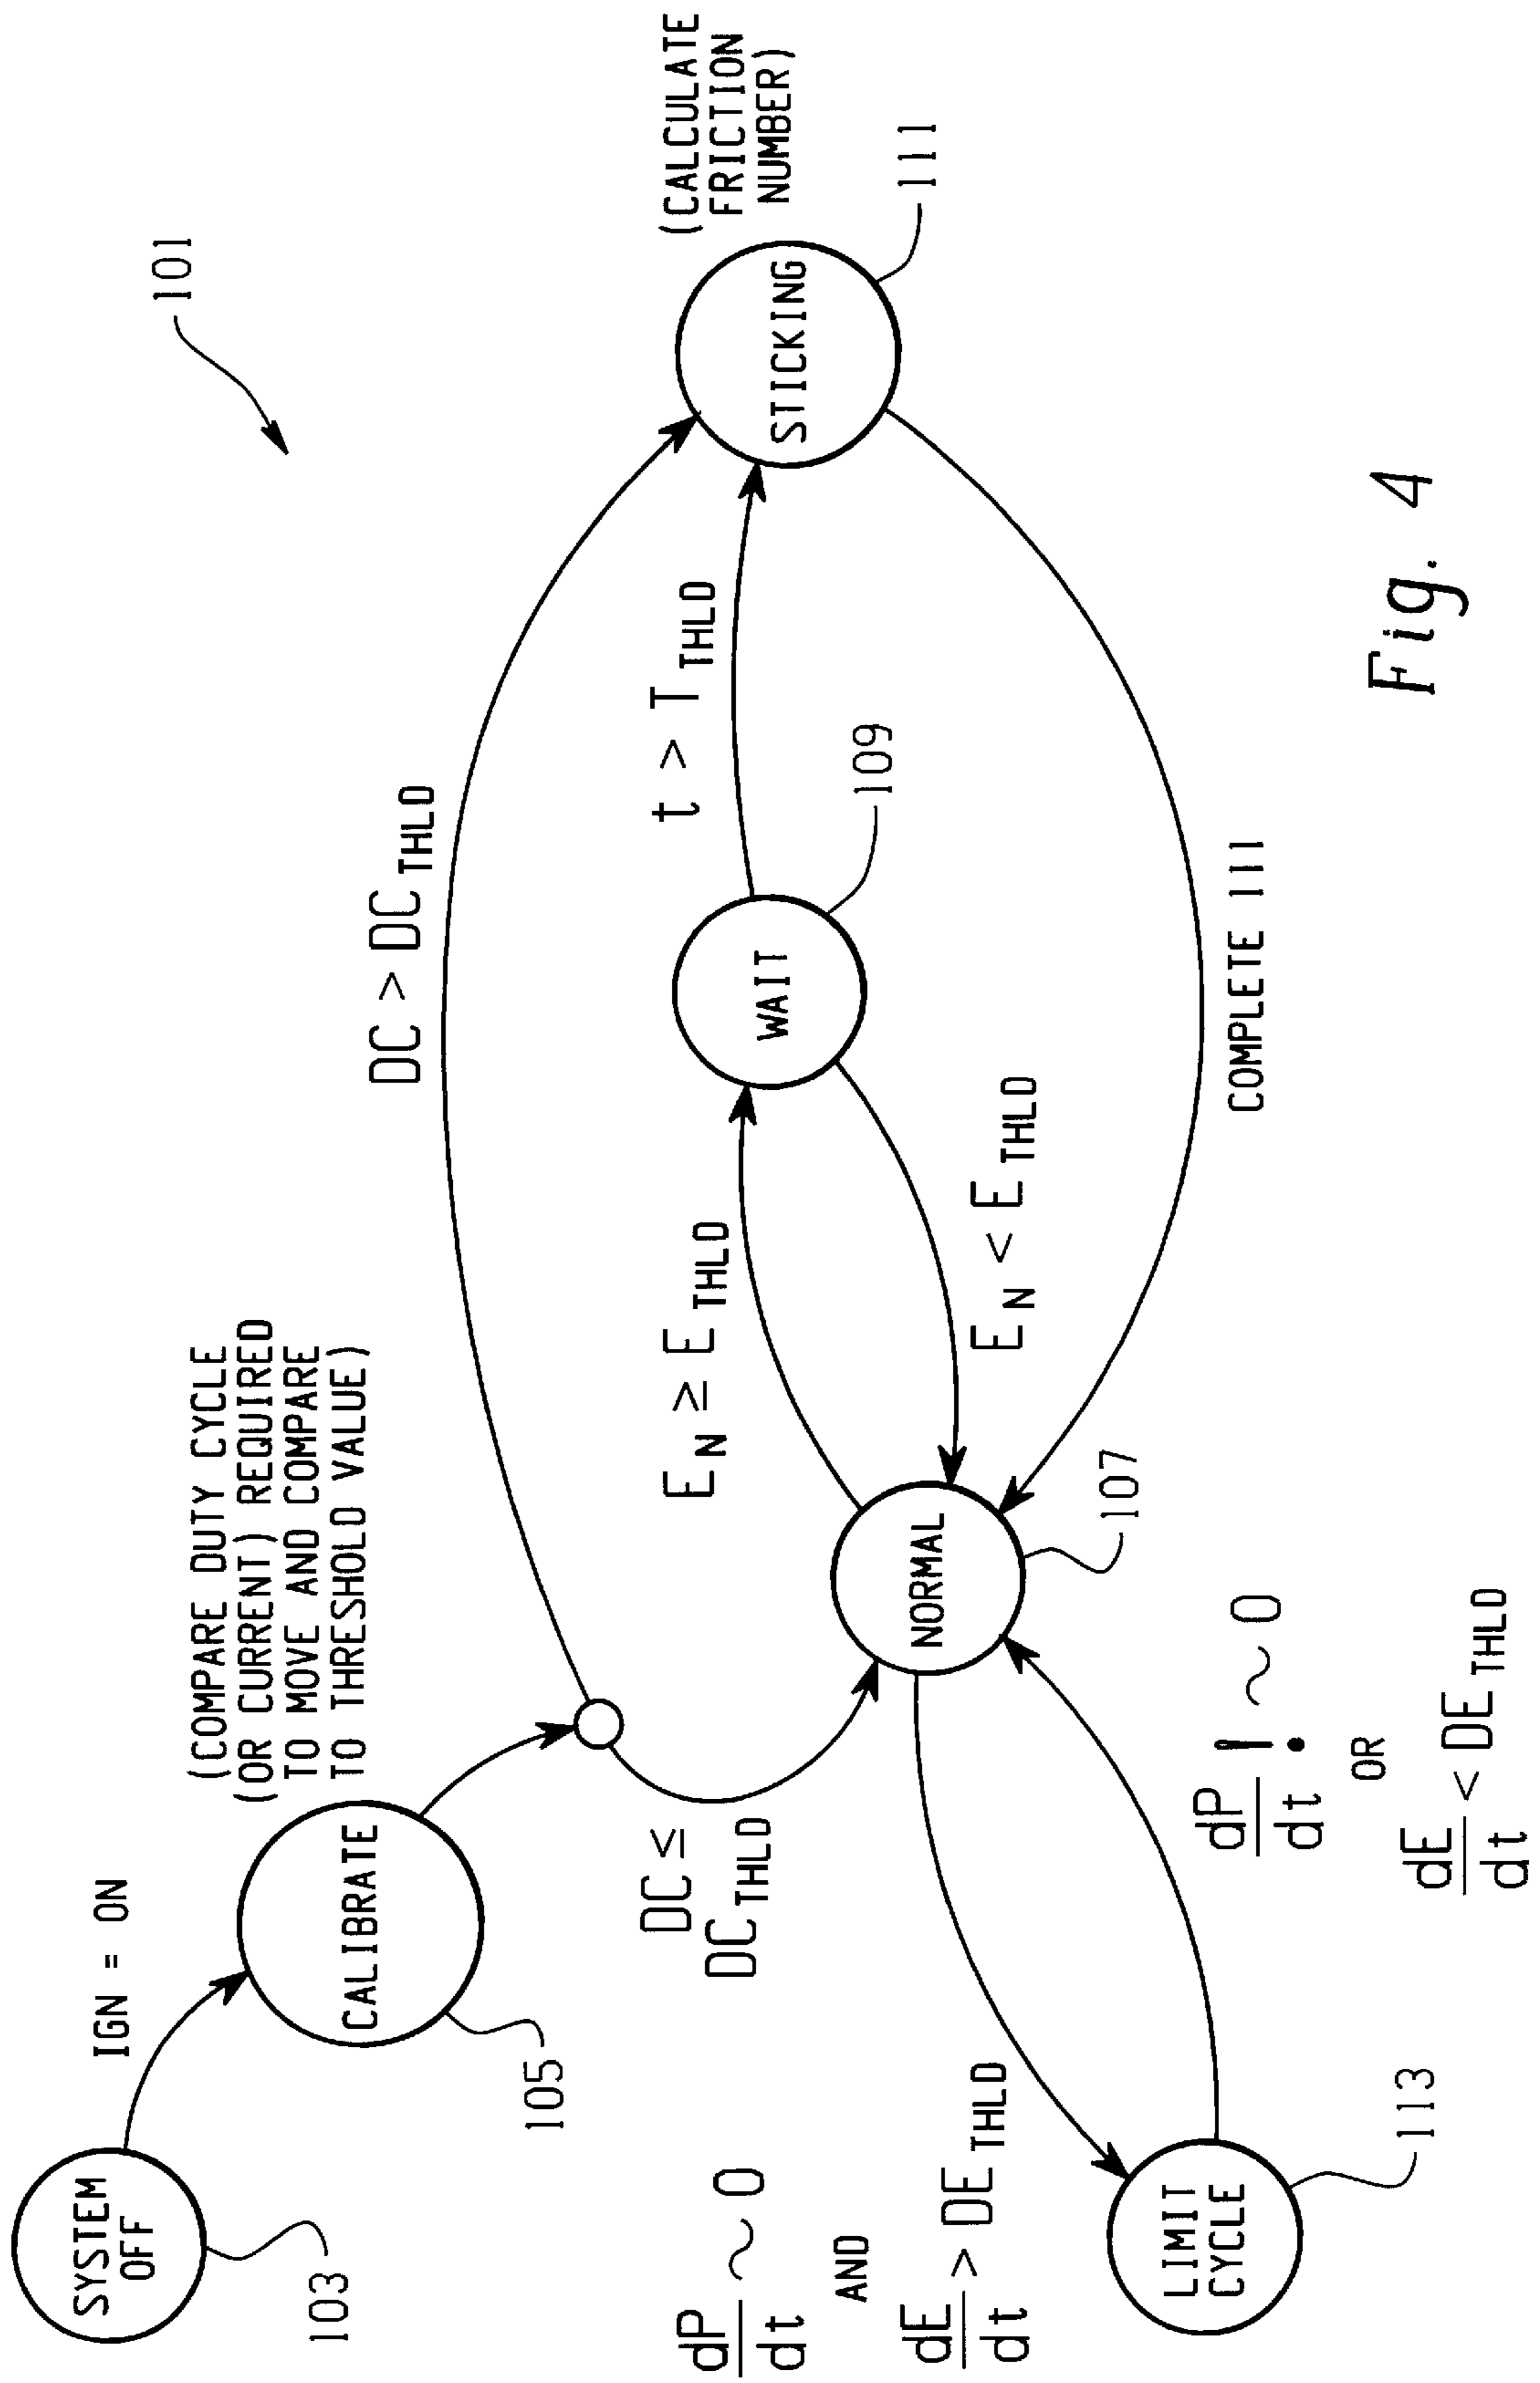 101
SYSTEM
OFF
103
IGN = ON
CALIBRATE
105
(COMPARE DUTY CYCLE
(OR CURRENT) REQUIRED
TO MOVE AND COMPARE
TO THRESHOLD VALUE)
DC > DC THLD
DC ≤
DC THLD
(CALCULATE
FRICTION
NUMBER)
STICKING
111
t > T THLD
WAIT
109
E N ≥ E THLD
E N < E THLD
NORMAL
107
COMPLETE 111
dP/dt ~ 0
AND
dE/dt > DE THLD
LIMIT
CYCLE
113
dP/dt ! ~ 0
OR
dE/dt < DE THLD
Fig. 4